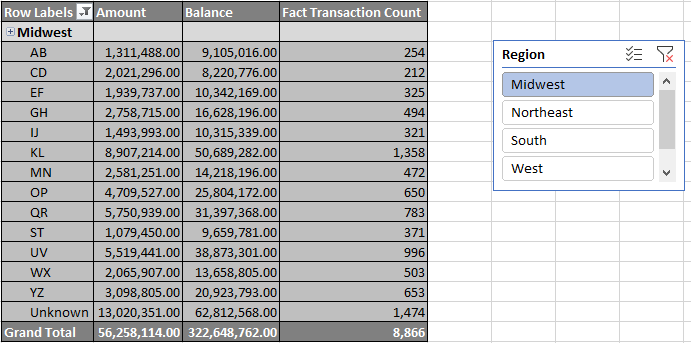 Row Labels Amount Balance Fact Transaction Count
Midwest
AB 1,311,488.00 9,105,016.00 254
CD 2,021,296.00 8,220,776.00 212
EF 1,939,737.00 10,342,169.00 325
GH 2,758,715.00 16,628,196.00 494
IJ 1,493,993.00 10,315,339.00 321
KL 8,907,214.00 50,689,282.00 1,358
MN 2,581,251.00 14,218,196.00 472
OP 4,709,527.00 25,804,172.00 650
QR 5,750,939.00 31,397,368.00 783
ST 1,079,450.00 9,659,781.00 371
UV 5,519,441.00 38,873,301.00 996
WX 2,065,907.00 13,658,805.00 503
YZ 3,098,805.00 20,923,793.00 653
Unknown 13,020,351.00 62,812,568.00 1,474
Grand Total 56,258,114.00 322,648,762.00 8,866
Region
Midwest
Northeast
South
West